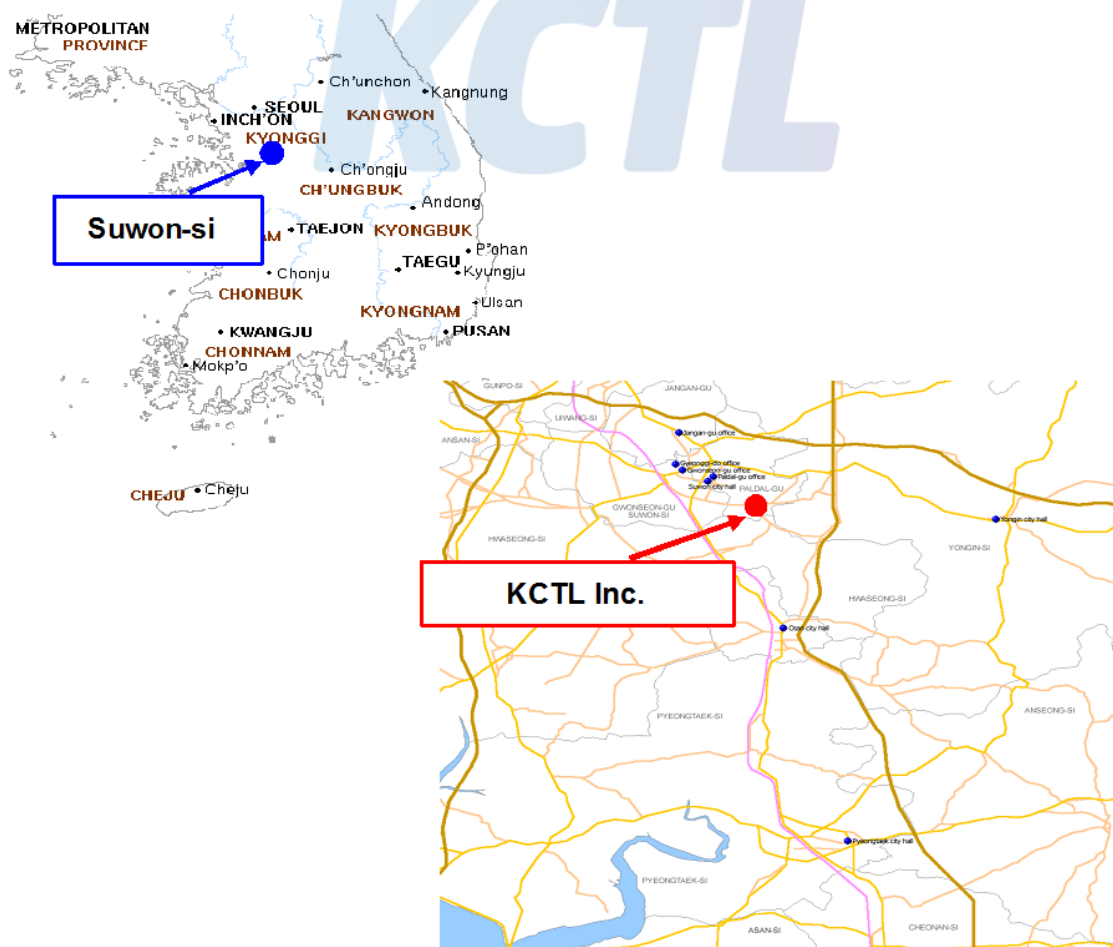 KCTL
METROPOLITAN
PROVINCE
Ch'unchon
Kangnung
SEOUL
KANGWON
INCH'ON
KYONGGI
Ch'ongju
CH'UNGBUK
Suwon-si
Andong
AM
TAEJON
KYONGBUK
P'ohan
TAEGU
Kyungju
Chonju
CHONBUK
Ulsan
KYONGNAM
KWANGJU
PUSAN
CHONNAM
Mokp'o
CHEJU
Cheju
GUNPO-SI
JANGAN-GU
UIWANG-SI
Jangan-gu office
ANSAN-SI
Gyeonggi-do office
Gwonseon-gu office
Paldal-gu office
Suwon city hall
PALDAL-GU
GWONSEON-GU
SUWON-SI
Yongin city hall
HWASEONG-SI
YONGIN-SI
KCTL Inc.
HWASEONG-SI
Osan city hall
PYEONGTAEK-SI
ANSEONG-SI
Pyeongtaek city hall
PYEONGTAEK-SI
ASAN-SI
CHEONAN-SI